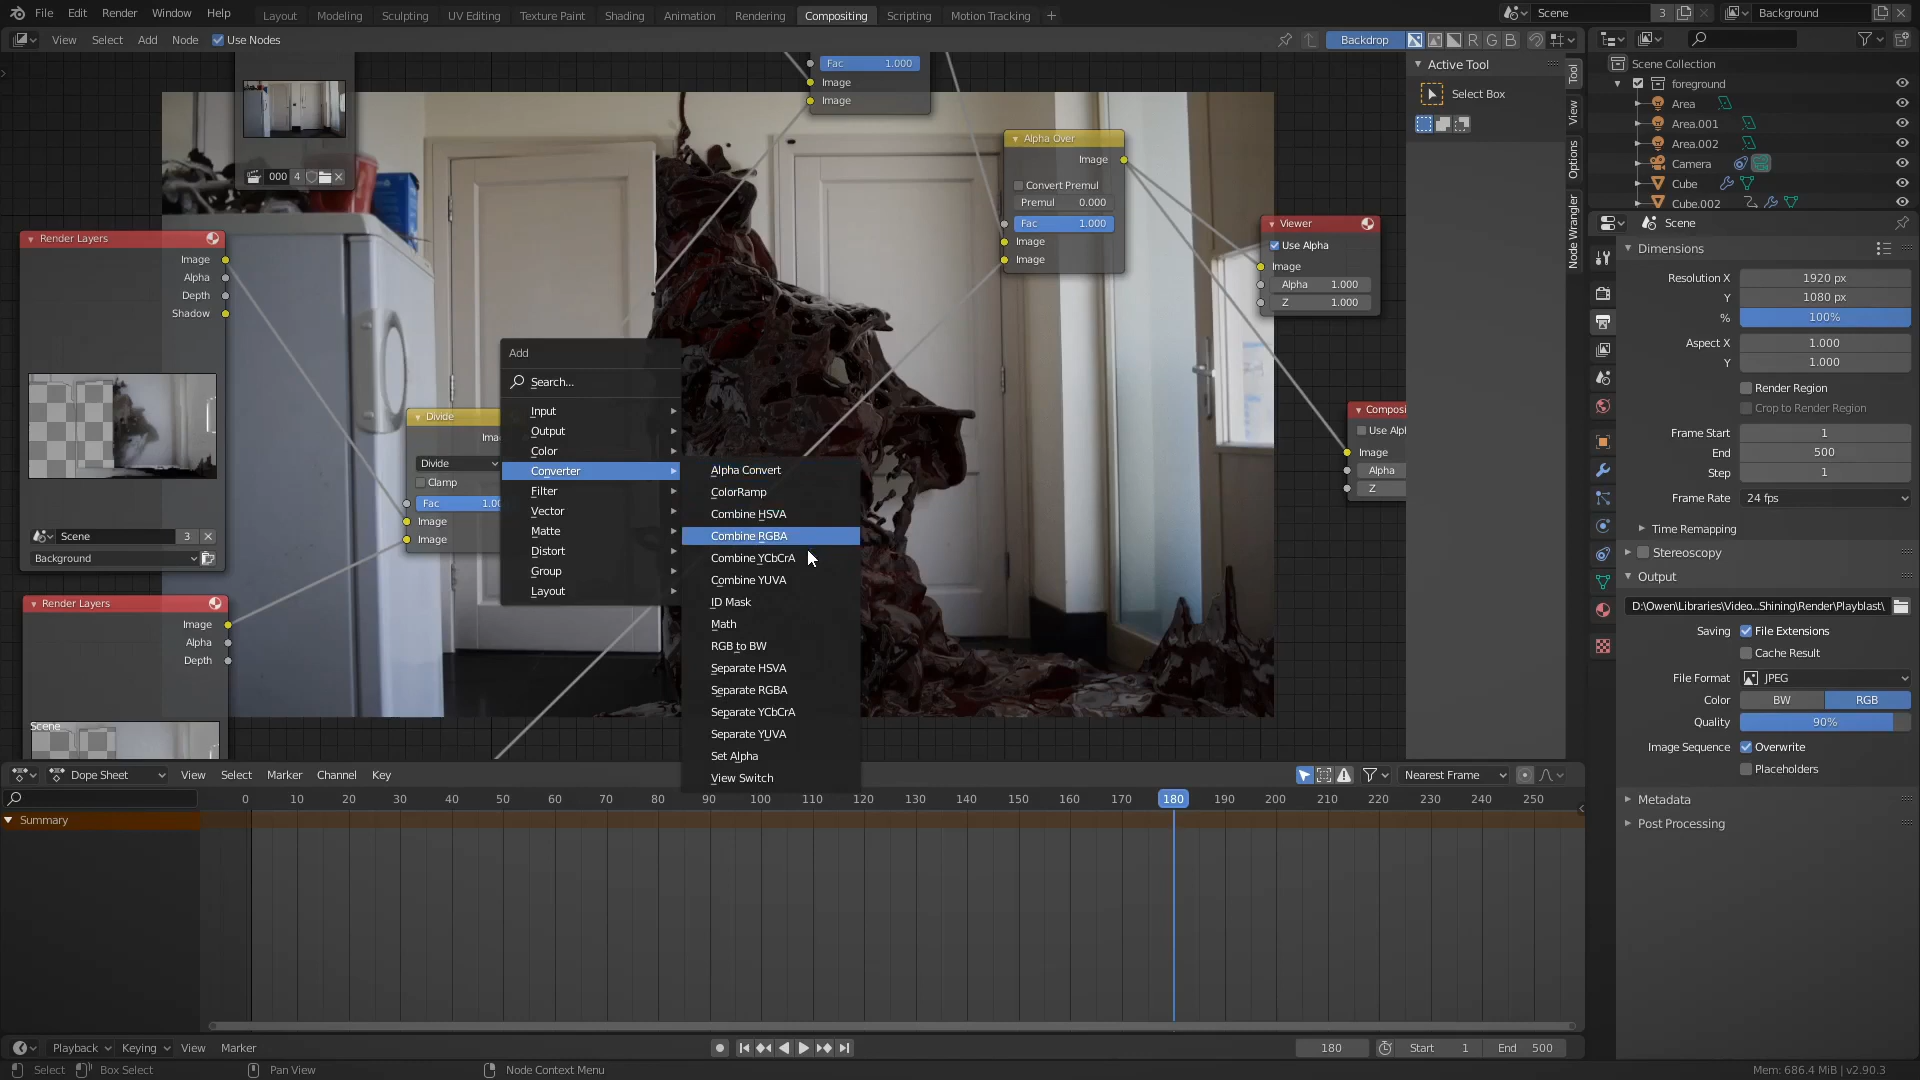 File Edit Render Window Help
Layout Modeling Sculpting UV Editing Texture Paint Shading Animation Rendering Compositing Scripting Motion Tracking +
Scene 3
Background
View Select Add Node Use Nodes
Backdrop R G B
Fac 1.000
Image
Image
000 4
Alpha Over
Image
Convert Premul
Premul 0.000
Fac 1.000
Image
Image
Viewer
Use Alpha
Image
Alpha 1.000
Z 1.000
Render Layers
Image
Alpha
Depth
Shadow
Scene 3
Background
Render Layers
Image
Alpha
Depth
Scene
Divide
Divide
Clamp
Fac
Image
Image
Add
Search...
Input
Output
Color
Converter
Filter
Vector
Matte
Distort
Group
Layout
Alpha Convert
ColorRamp
Combine HSVA
Combine RGBA
Combine YCbCrA
Combine YUVA
ID Mask
Math
RGB to BW
Separate HSVA
Separate RGBA
Separate YCbCrA
Separate YUVA
Set Alpha
View Switch
Composi
Use Alp
Image
Alpha
Z
Active Tool
Select Box
Tool
View
Options
Node Wrangler
Scene Collection
foreground
Area
Area.001
Area.002
Camera
Cube
Cube.002
Scene
Dimensions
Resolution X 1920 px
Y 1080 px
% 100%
Aspect X 1.000
Y 1.000
Render Region
Crop to Render Region
Frame Start 1
End 500
Step 1
Frame Rate 24 fps
Time Remapping
Stereoscopy
Output
D:\Owen\Libraries\Video...Shining\Render\Playblast\
Saving File Extensions
Cache Result
File Format JPEG
Color BW RGB
Quality 90%
Image Sequence Overwrite
Placeholders
Metadata
Post Processing
Dope Sheet View Select Marker Channel Key
Nearest Frame
0 10 20 30 40 50 60 70 80 90 100 110 120 130 140 150 160 170 180 190 200 210 220 230 240 250
Summary
Playback Keying View Marker
180 Start 1 End 500
Select Box Select Pan View Node Context Menu
Mem: 686.4 MiB | v2.90.3